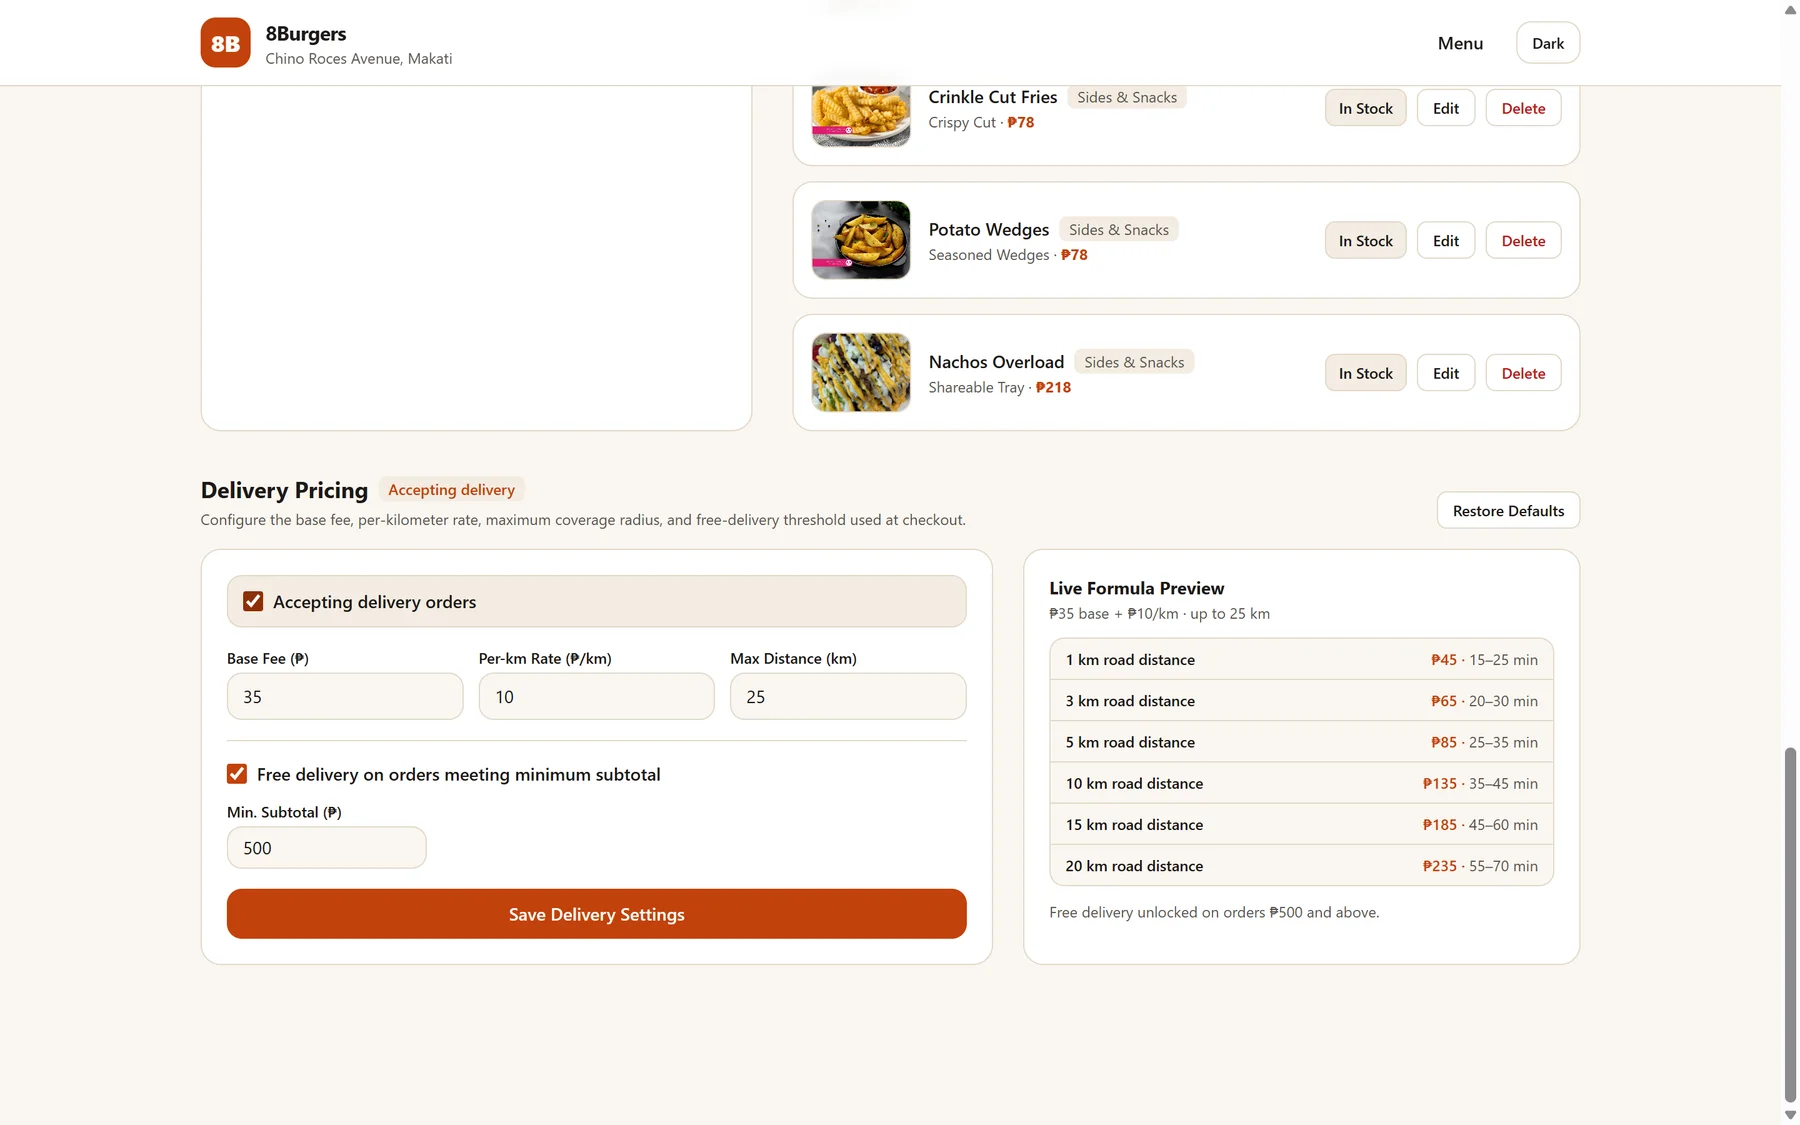 8B
8Burgers
Chino Roces Avenue, Makati
Menu
Dark
Crinkle Cut Fries
Sides & Snacks
Crispy Cut · ₱78
In Stock
Edit
Delete
Potato Wedges
Sides & Snacks
Seasoned Wedges · ₱78
In Stock
Edit
Delete
Nachos Overload
Sides & Snacks
Shareable Tray · ₱218
In Stock
Edit
Delete
Delivery Pricing
Accepting delivery
Configure the base fee, per-kilometer rate, maximum coverage radius, and free-delivery threshold used at checkout.
Restore Defaults
Accepting delivery orders
Base Fee (₱)
Per-km Rate (₱/km)
Max Distance (km)
35
10
25
Free delivery on orders meeting minimum subtotal
Min. Subtotal (₱)
500
Save Delivery Settings
Live Formula Preview
₱35 base + ₱10/km · up to 25 km
1 km road distance
₱45 · 15–25 min
3 km road distance
₱65 · 20–30 min
5 km road distance
₱85 · 25–35 min
10 km road distance
₱135 · 35–45 min
15 km road distance
₱185 · 45–60 min
20 km road distance
₱235 · 55–70 min
Free delivery unlocked on orders ₱500 and above.